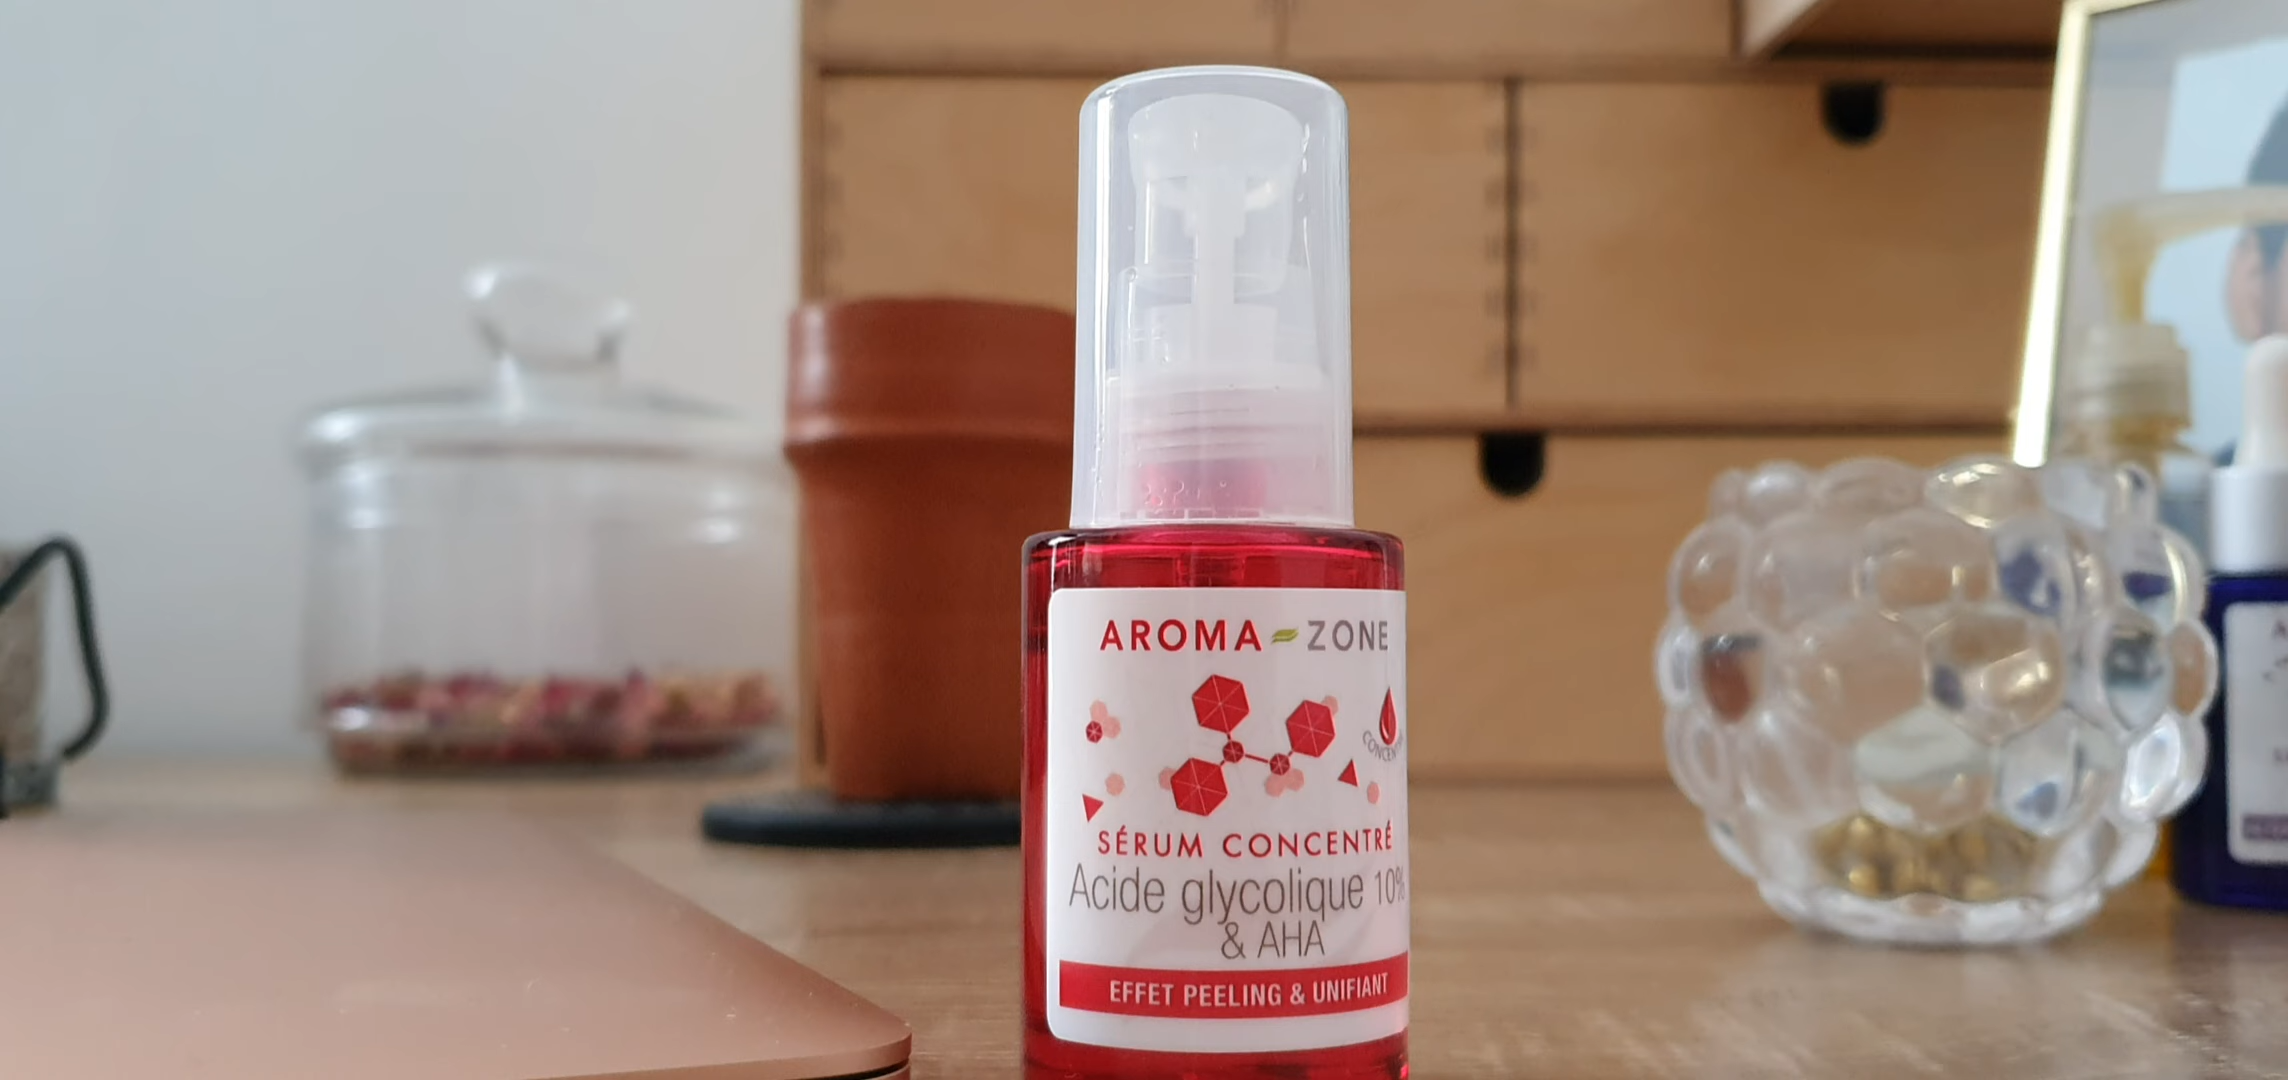 AROMA-ZONE
SÉRUM CONCENTRÉ
Acide glycolique 10%
& AHA
EFFET PEELING & UNIFIANT